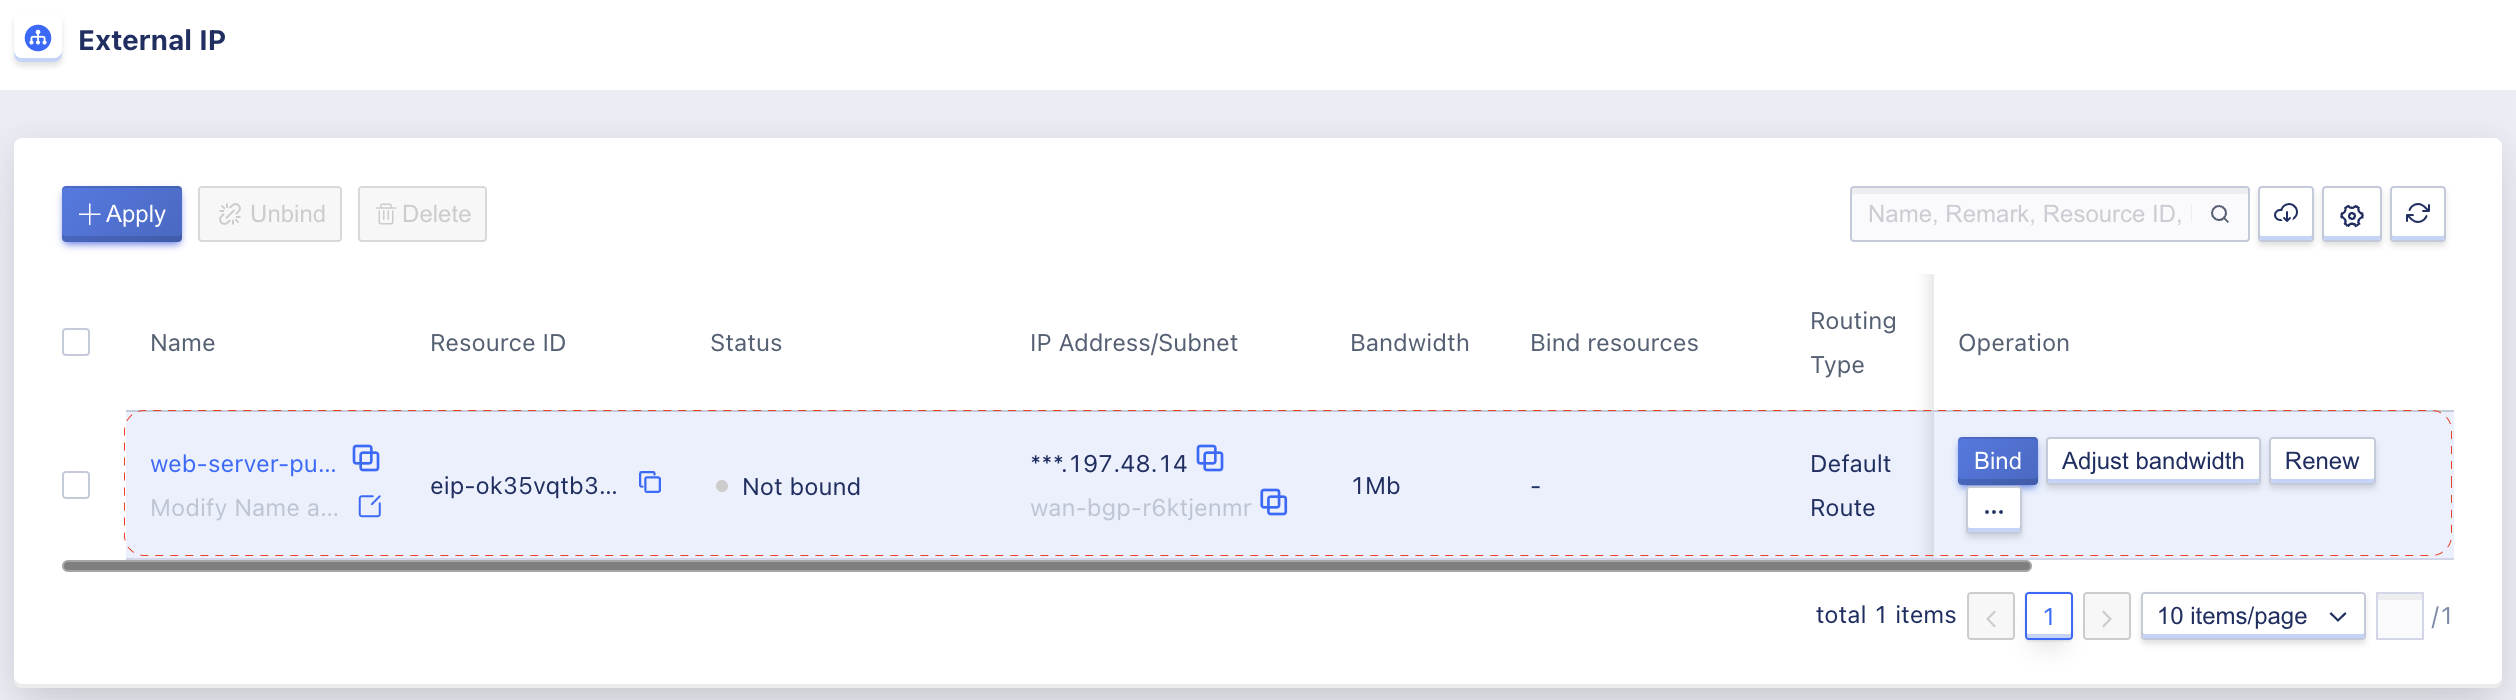 External IP
Apply Unbind Delete Name, Remark, Resource ID,
Name Resource ID Status IP Address/Subnet Bandwidth Bind resources Routing Type Operation
web-server-pu... eip-ok35vqtb3... Not bound ***.197.48.14 1Mb - Default Route Bind Adjust bandwidth Renew
Modify Name a... wan-bgp-r6ktjenmr ...
total 1 items 1 10 items/page /1